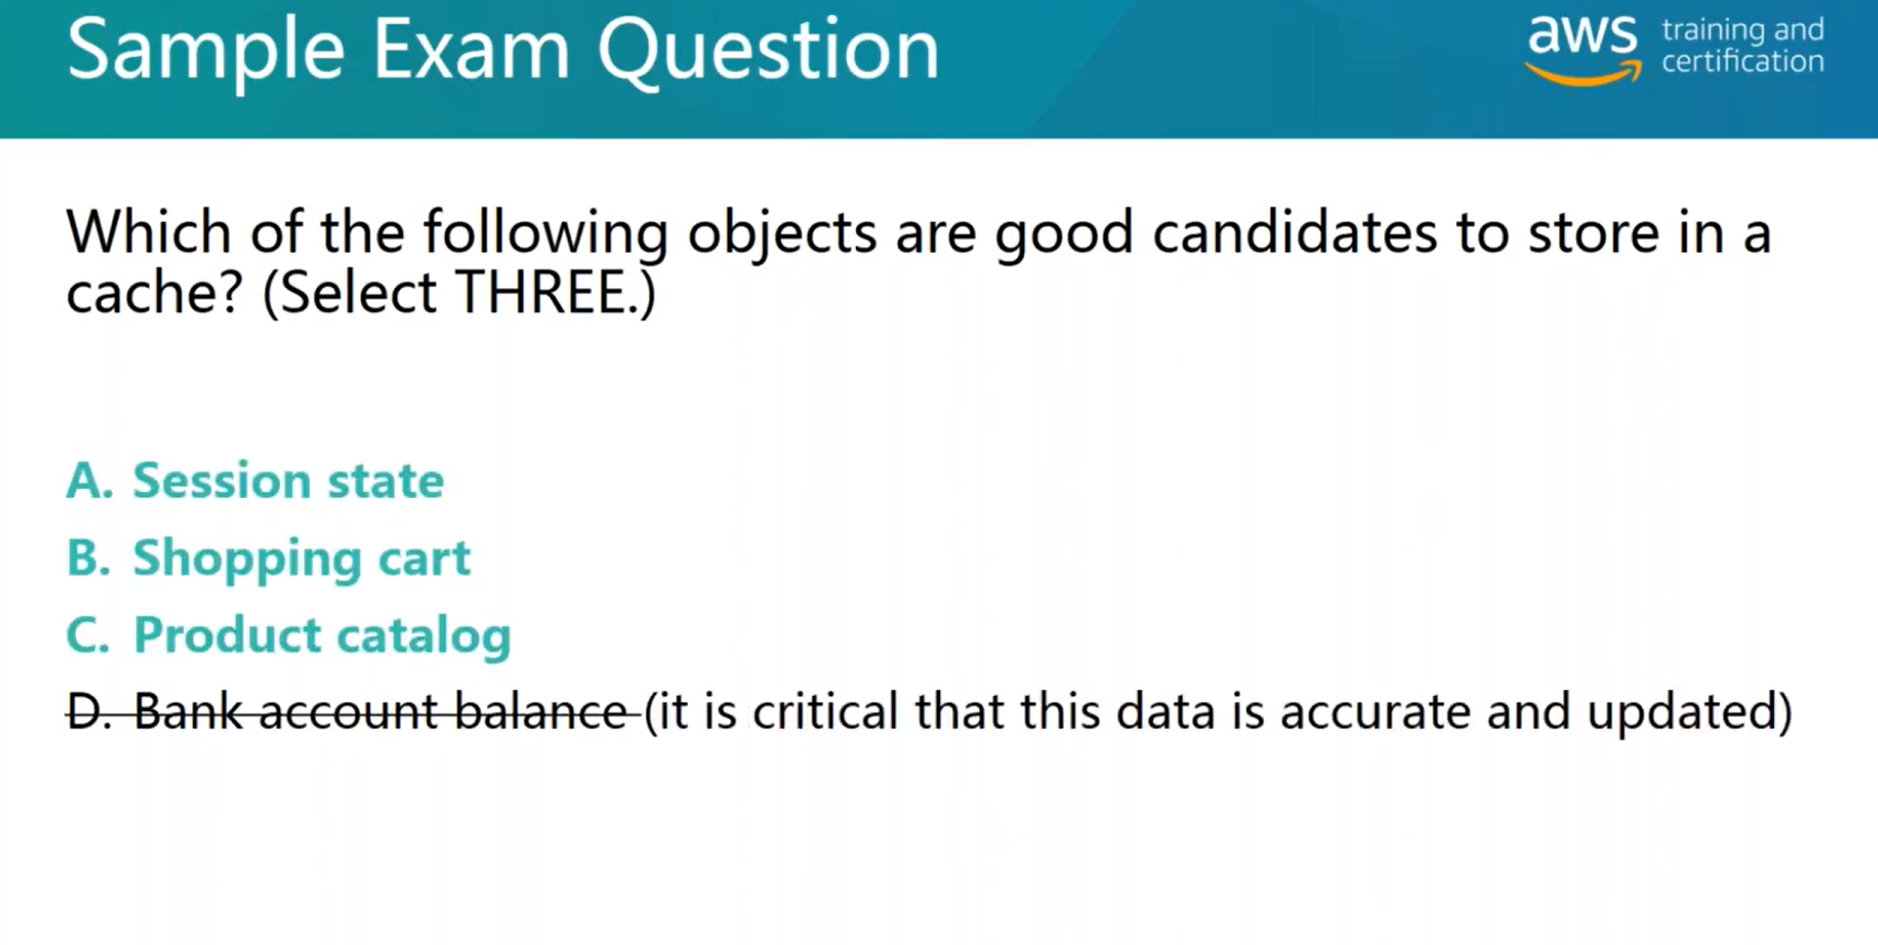 Sample Exam Question
aws training and
certification
Which of the following objects are good candidates to store in a
cache? (Select THREE.)
A. Session state
B. Shopping cart
C. Product catalog
D. Bank account balance (it is critical that this data is accurate and updated)